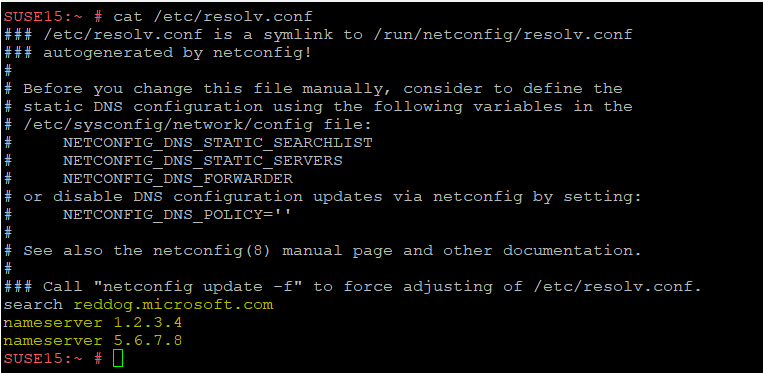 SUSE15:~ # cat /etc/resolv.conf
### /etc/resolv.conf is a symlink to /run/netconfig/resolv.conf
### autogenerated by netconfig!
#
# Before you change this file manually, consider to define the
# static DNS configuration using the following variables in the
# /etc/sysconfig/network/config file:
#     NETCONFIG_DNS_STATIC_SEARCHLIST
#     NETCONFIG_DNS_STATIC_SERVERS
#     NETCONFIG_DNS_FORWARDER
# or disable DNS configuration updates via netconfig by setting:
#     NETCONFIG_DNS_POLICY=''
#
# See also the netconfig(8) manual page and other documentation.
#
### Call "netconfig update -f" to force adjusting of /etc/resolv.conf.
search reddog.microsoft.com
nameserver 1.2.3.4
nameserver 5.6.7.8
SUSE15:~ #